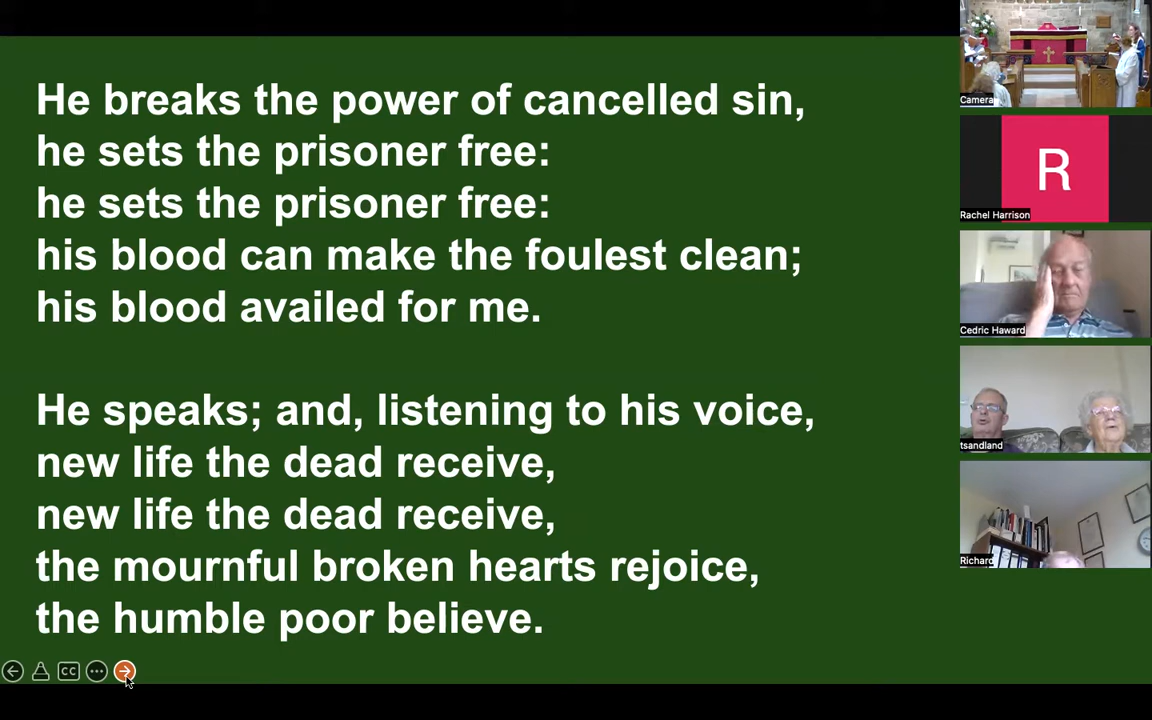 He breaks the power of cancelled sin,
he sets the prisoner free:
he sets the prisoner free:
his blood can make the foulest clean;
his blood availed for me.
He speaks; and, listening to his voice,
new life the dead receive,
new life the dead receive,
the mournful broken hearts rejoice,
the humble poor believe.
CC
Camera
R
Rachel Harrison
Cedric Haward
tsandland
Richard